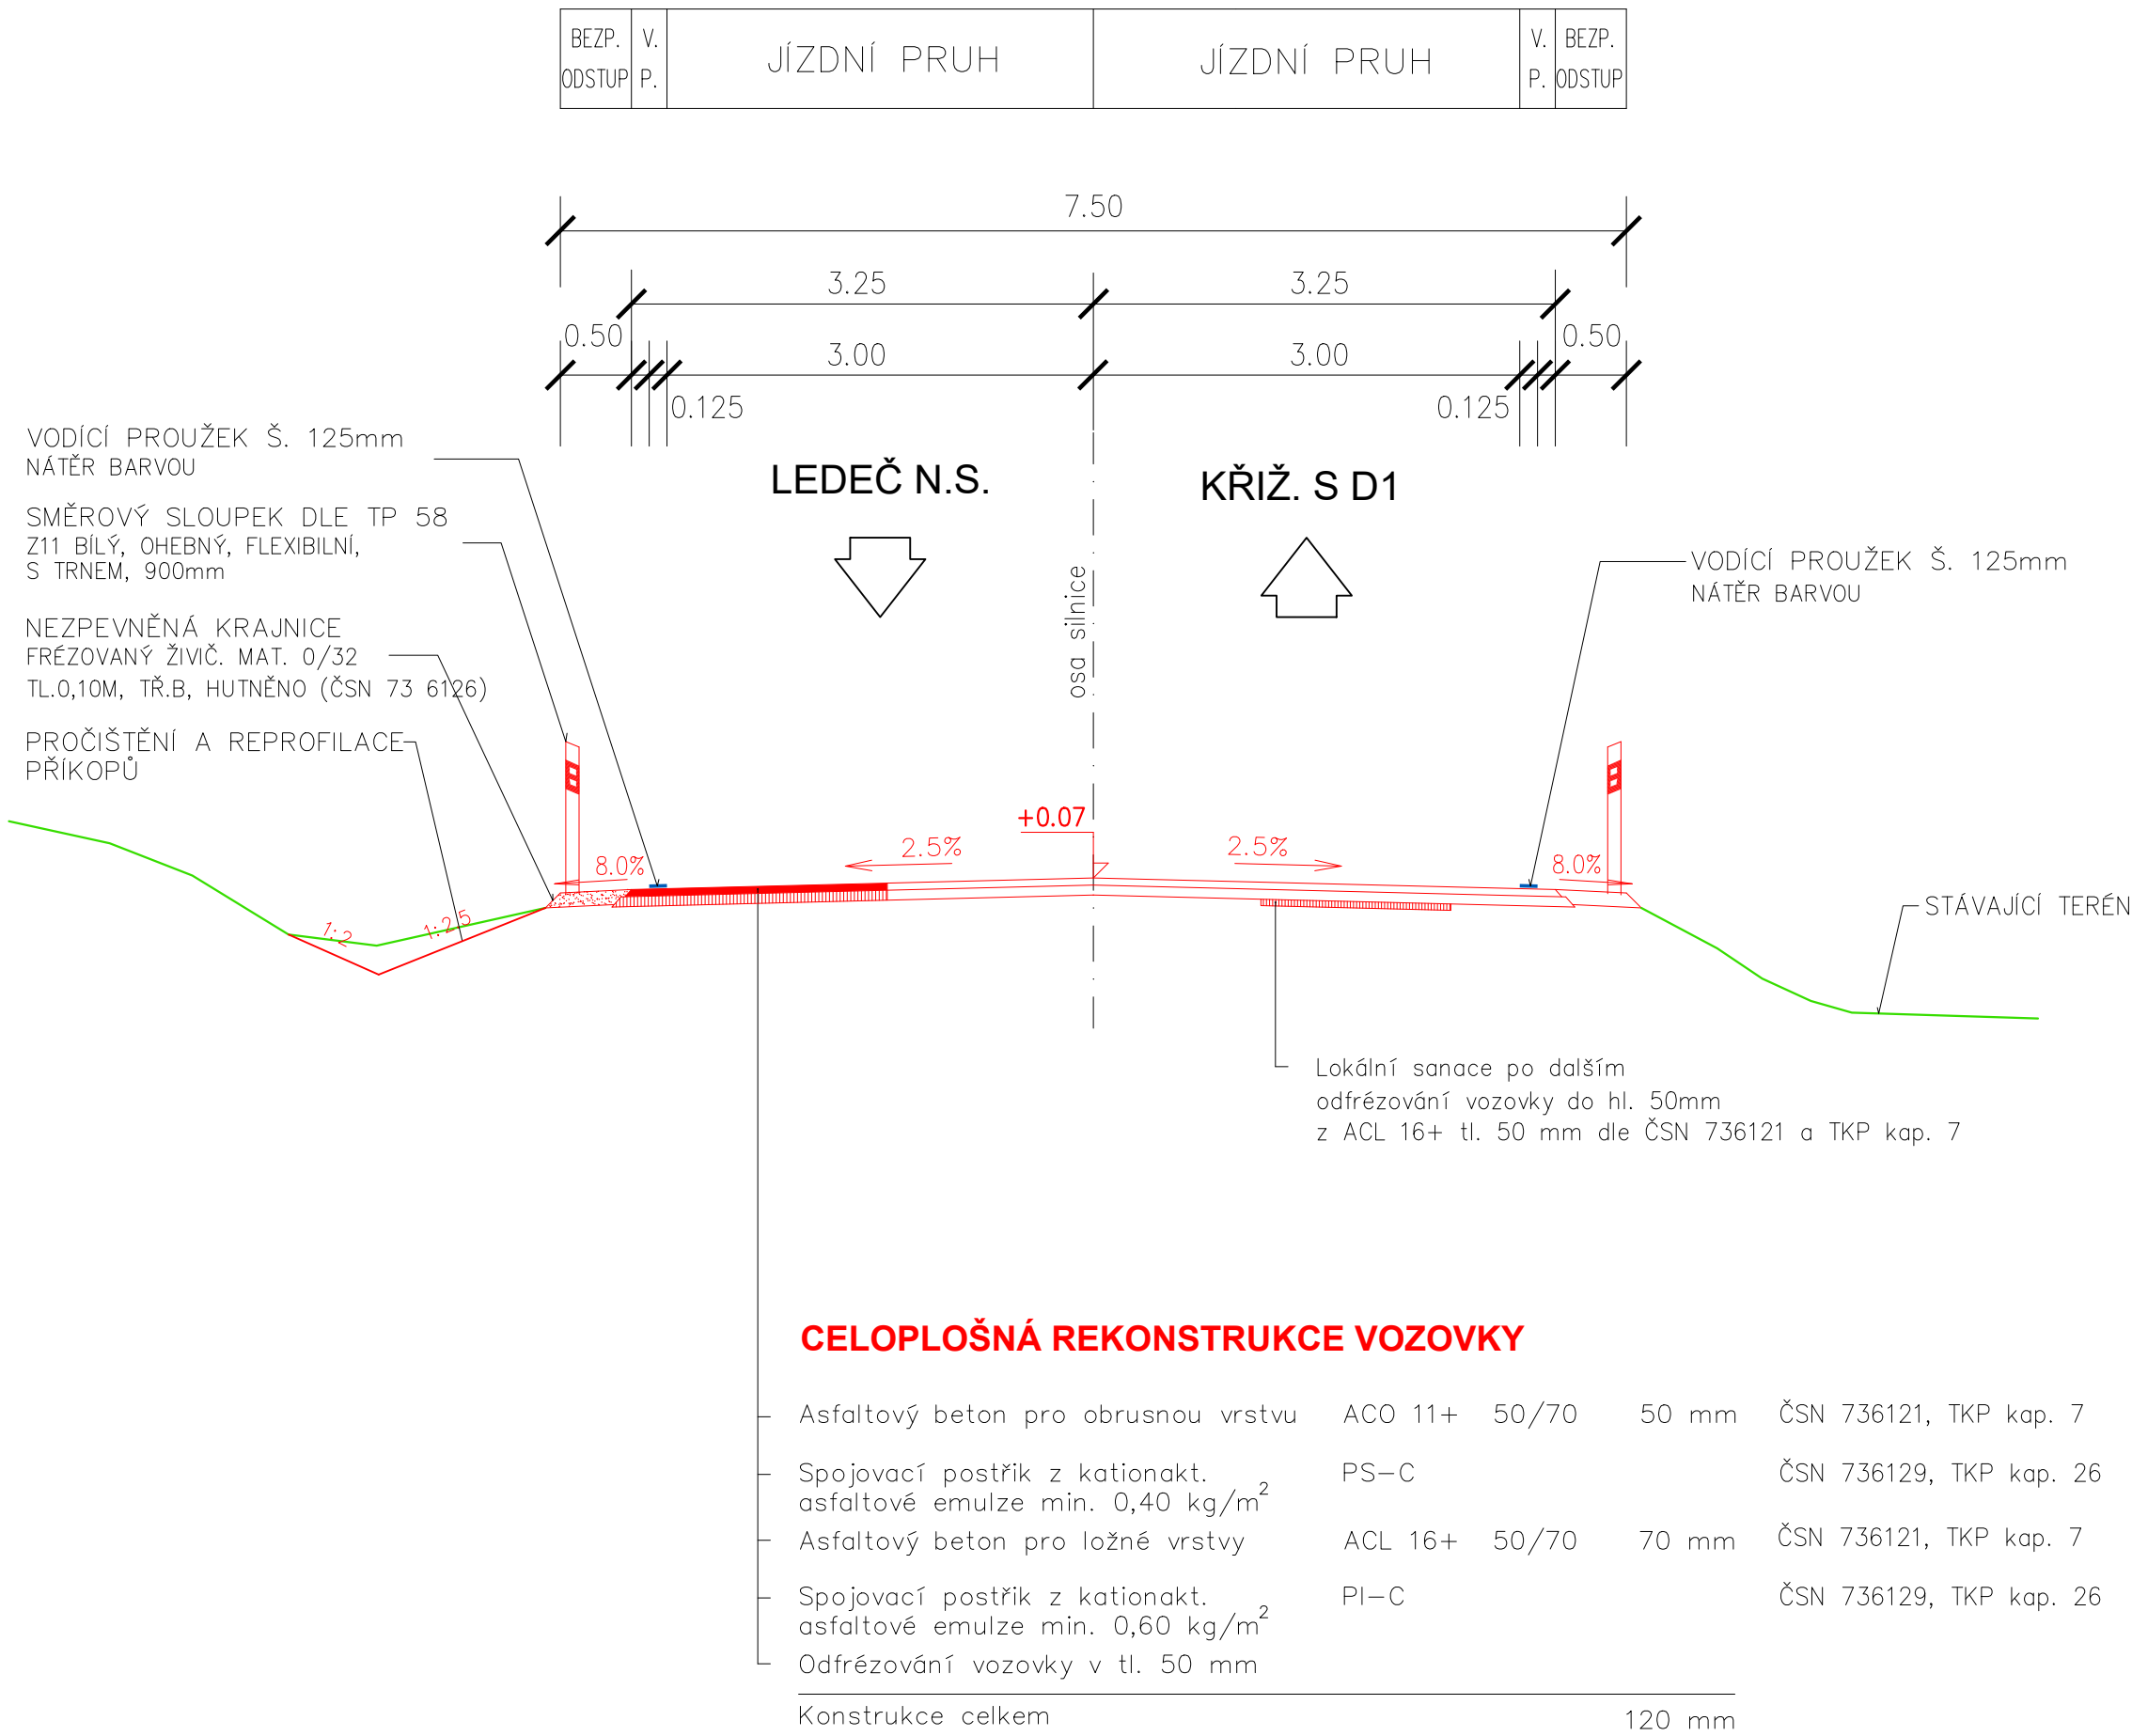 BEZP. V. JÍZDNÍ PRUH JÍZDNÍ PRUH V. BEZP.
ODSTUP P. P. ODSTUP
7.50
3.25 3.25
0.50 3.00 3.00 0.50
0.125 0.125
VODÍCÍ PROUŽEK Š. 125mm
NÁTĚR BARVOU
LEDEČ N.S. KŘIŽ. S D1
SMĚROVÝ SLOUPEK DLE TP 58
Z11 BÍLÝ, OHEBNÝ, FLEXIBILNÍ,
S TRNEM, 900mm
VODÍCÍ PROUŽEK Š. 125mm
NÁTĚR BARVOU
osa silnice
NEZPEVNĚNÁ KRAJNICE
FRÉZOVANÝ ŽIVIČ. MAT. 0/32
TL.0,10M, TŘ.B, HUTNĚNO (ČSN 73 6126)
PROČIŠTĚNÍ A REPROFILACE
PŘÍKOPŮ
+0.07
8.0% 2.5% 2.5% 8.0%
1:2 1:2.5
STÁVAJÍCÍ TERÉN
Lokální sanace po dalším
odfrézování vozovky do hl. 50mm
z ACL 16+ tl. 50 mm dle ČSN 736121 a TKP kap. 7
CELOPLOŠNÁ REKONSTRUKCE VOZOVKY
Asfaltový beton pro obrusnou vrstvu ACO 11+ 50/70 50 mm ČSN 736121, TKP kap. 7
Spojovací postřik z kationakt. PS-C ČSN 736129, TKP kap. 26
asfaltové emulze min. 0,40 kg/m²
Asfaltový beton pro ložné vrstvy ACL 16+ 50/70 70 mm ČSN 736121, TKP kap. 7
Spojovací postřik z kationakt. PI-C ČSN 736129, TKP kap. 26
asfaltové emulze min. 0,60 kg/m²
Odfrézování vozovky v tl. 50 mm
Konstrukce celkem 120 mm